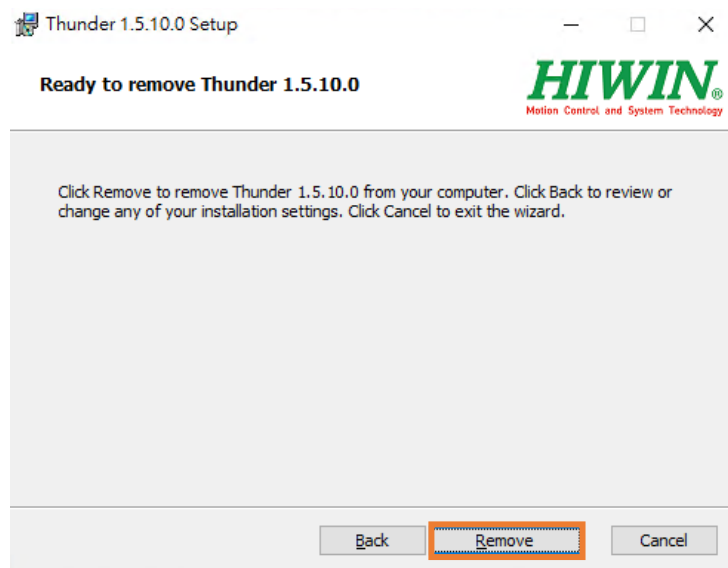 Thunder 1.5.10.0 Setup
Ready to remove Thunder 1.5.10.0
HIWIN®
Motion Control and System Technology
Click Remove to remove Thunder 1.5.10.0 from your computer. Click Back to review or
change any of your installation settings. Click Cancel to exit the wizard.
Back Remove Cancel